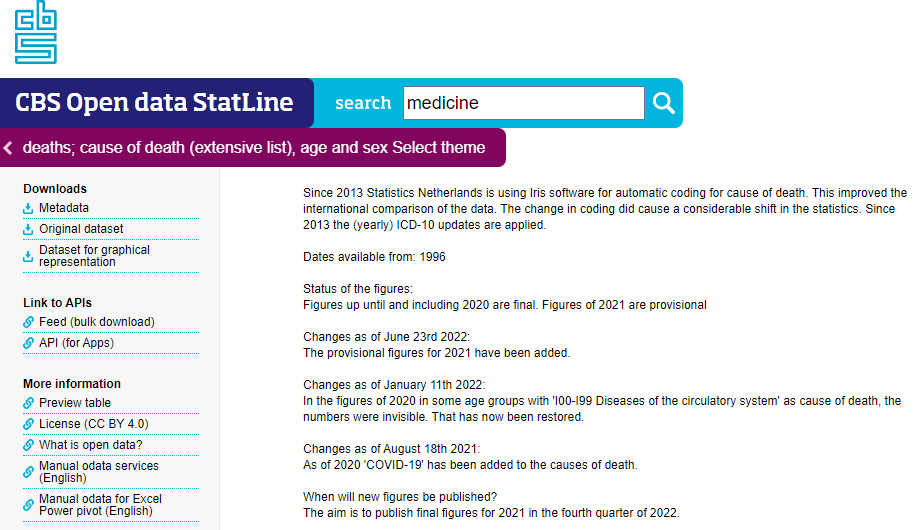 cbs
CBS Open data StatLine
search
medicine
deaths; cause of death (extensive list), age and sex Select theme
Downloads
Metadata
Original dataset
Dataset for graphical
representation
Link to APIs
Feed (bulk download)
API (for Apps)
More information
Preview table
License (CC BY 4.0)
What is open data?
Manual odata services
(English)
Manual odata for Excel
Power pivot (English)
Since 2013 Statistics Netherlands is using Iris software for automatic coding for cause of death. This improved the
international comparison of the data. The change in coding did cause a considerable shift in the statistics. Since
2013 the (yearly) ICD-10 updates are applied.
Dates available from: 1996
Status of the figures:
Figures up until and including 2020 are final. Figures of 2021 are provisional
Changes as of June 23rd 2022:
The provisional figures for 2021 have been added.
Changes as of January 11th 2022:
In the figures of 2020 in some age groups with 'I00-I99 Diseases of the circulatory system' as cause of death, the
numbers were invisible. That has now been restored.
Changes as of August 18th 2021:
As of 2020 'COVID-19' has been added to the causes of death.
When will new figures be published?
The aim is to publish final figures for 2021 in the fourth quarter of 2022.